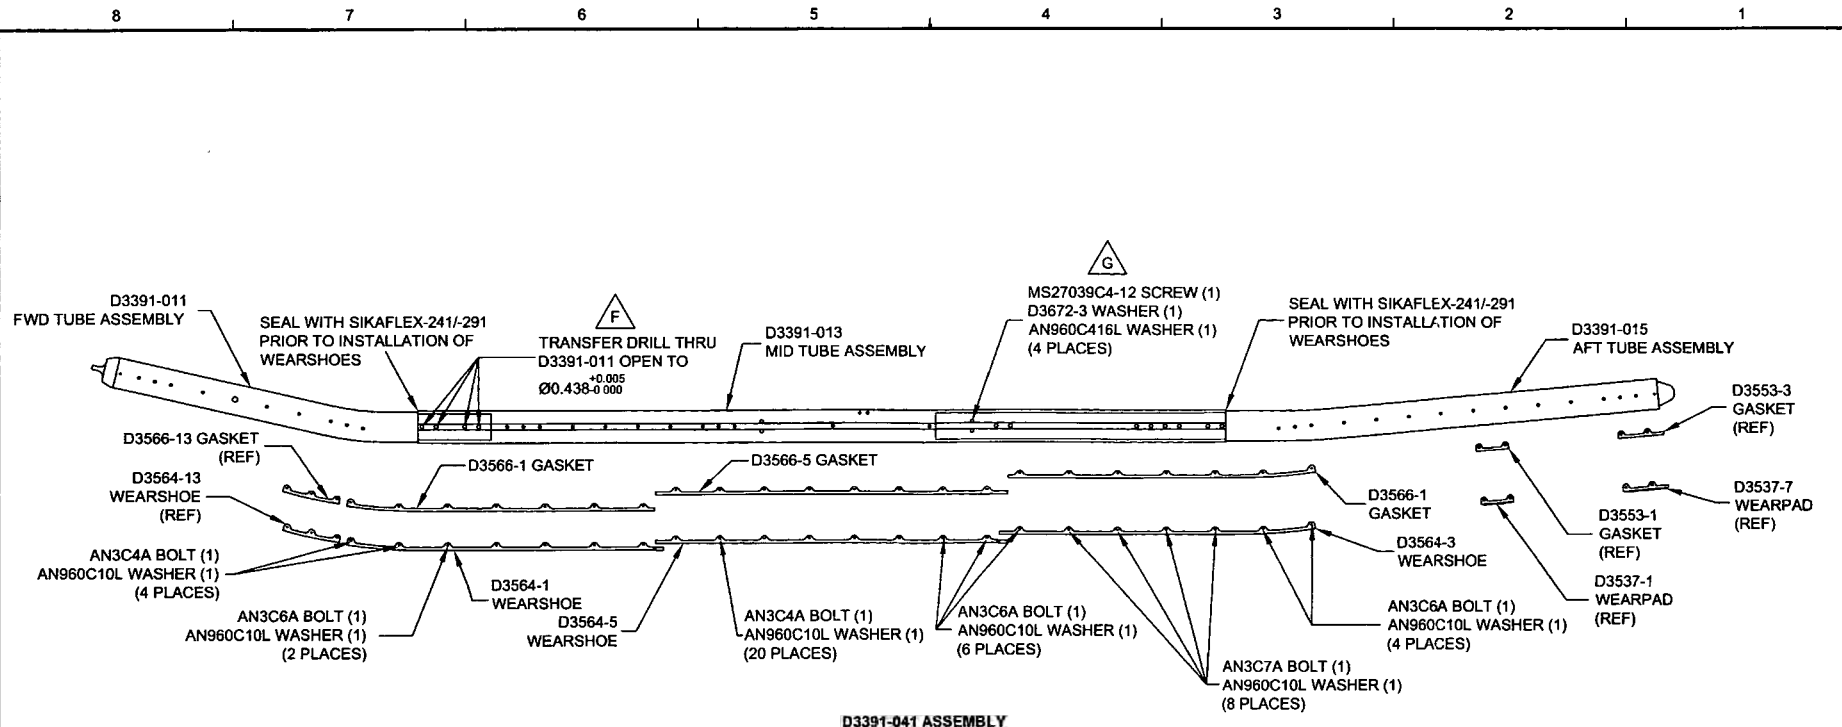 8 7 6 5 4 3 2 1
D3391-011
FWD TUBE ASSEMBLY
SEAL WITH SIKAFLEX-241/-291
PRIOR TO INSTALLATION OF
WEARSHOES
F
TRANSFER DRILL THRU
D3391-011 OPEN TO
Ø0.438 +0.005
-0.000
D3391-013
MID TUBE ASSEMBLY
G
MS27039C4-12 SCREW (1)
D3672-3 WASHER (1)
AN960C416L WASHER (1)
(4 PLACES)
SEAL WITH SIKAFLEX-241/-291
PRIOR TO INSTALLATION OF
WEARSHOES
D3391-015
AFT TUBE ASSEMBLY
D3553-3
GASKET
(REF)
D3566-13 GASKET
(REF)
D3566-1 GASKET
D3566-5 GASKET
D3564-13
WEARSHOE
(REF)
D3566-1
GASKET
D3553-1
GASKET
(REF)
D3537-7
WEARPAD
(REF)
AN3C4A BOLT (1)
AN960C10L WASHER (1)
(4 PLACES)
D3564-1
WEARSHOE
D3564-3
WEARSHOE
D3537-1
WEARPAD
(REF)
AN3C6A BOLT (1)
AN960C10L WASHER (1)
(2 PLACES)
D3564-5
WEARSHOE
AN3C4A BOLT (1)
AN960C10L WASHER (1)
(20 PLACES)
AN3C6A BOLT (1)
AN960C10L WASHER (1)
(6 PLACES)
AN3C6A BOLT (1)
AN960C10L WASHER (1)
(4 PLACES)
AN3C7A BOLT (1)
AN960C10L WASHER (1)
(8 PLACES)
D3391-041 ASSEMBLY